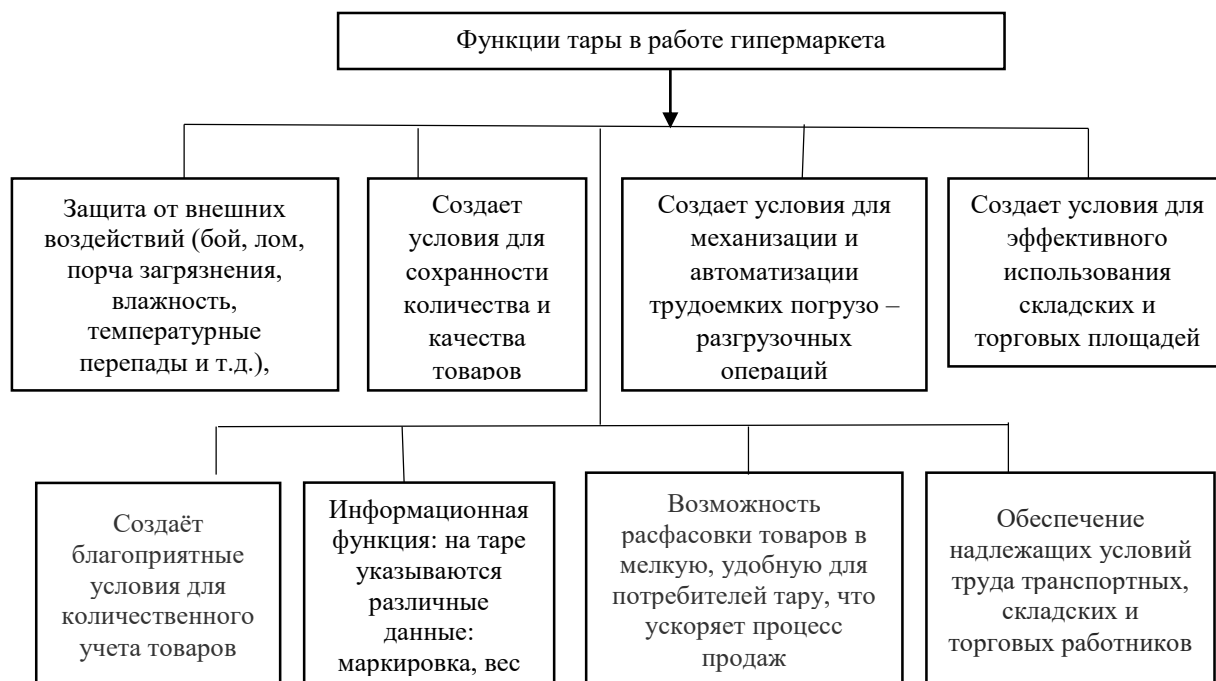 Функции тары в работе гипермаркета
Защита от внешних
воздействий (бой, лом,
порча загрязнения,
влажность,
температурные
перепады и т.д.),
Создает
условия для
сохранности
количества и
качества
товаров
Создает условия для
механизации и
автоматизации
трудоемких погрузо –
разгрузочных
операций
Создает условия для
эффективного
использования
складских и
торговых площадей
Создаёт
благоприятные
условия для
количественного
учета товаров
Информационная
функция: на таре
указываются
различные
данные:
маркировка, вес
Возможность
расфасовки товаров в
мелкую, удобную для
потребителей тару, что
ускоряет процесс
продаж
Обеспечение
надлежащих условий
труда транспортных,
складских и
торговых работников